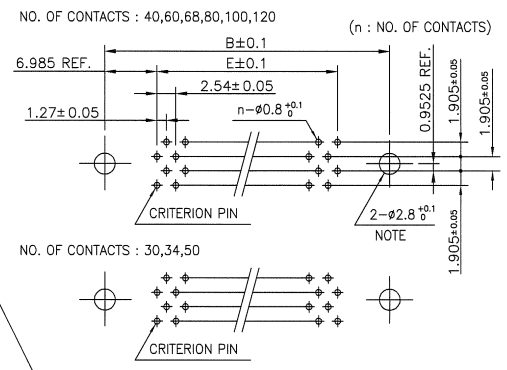 NO. OF CONTACTS : 40,60,68,80,100,120
(n : NO. OF CONTACTS)
B±0.1
6.985 REF.
E±0.1
2.54±0.05
1.27±0.05
n-ø0.8 +0.1 0
0.9525 REF.
1.905±0.05
1.905±0.05
CRITERION PIN
2-ø2.8 +0.1 0
NOTE
1.905±0.05
NO. OF CONTACTS : 30,34,50
CRITERION PIN